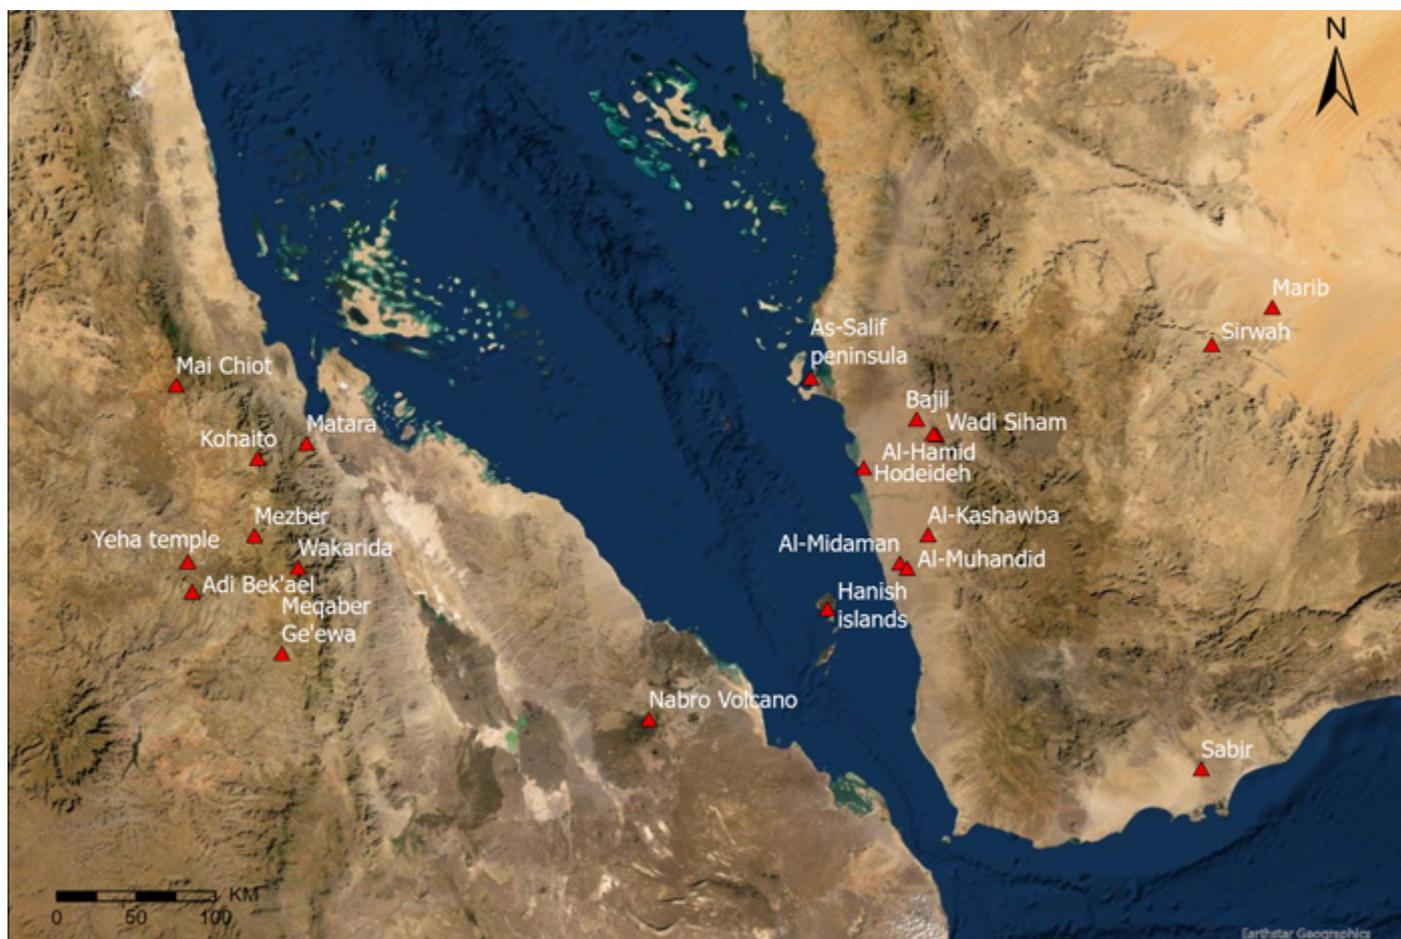 N
Marib
Sirwah
As-Salif
peninsula
Mai Chiot
Bajil
Matara
Wadi Siham
Kohaito
Al-Hamid
Hodeideh
Mezber
Al-Kashawba
Yeha temple
Wakarida
Al-Midaman
Al-Muhandid
Adi Bek'ael
Hanish
islands
Meqaber
Ge'ewa
Nabro Volcano
Sabir
KM
0 50 100
Earthstar Geographics